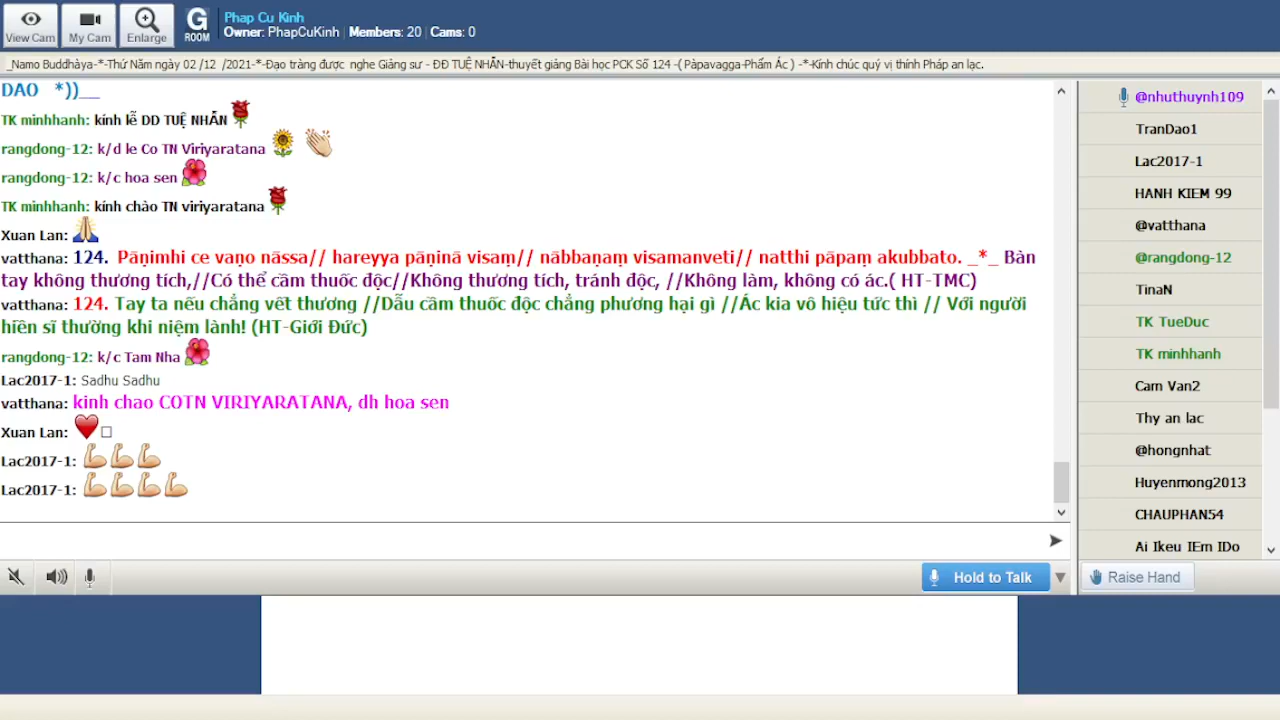 View Cam
My Cam
Enlarge
G
ROOM
Phap Cu Kinh
Owner: PhapCuKinh | Members: 20 | Cams: 0
_Namo Buddhàya-*-Thứ Năm ngày 02 /12 /2021-*-Đạo tràng được nghe Giảng sư - ĐĐ TUỆ NHẪN-thuyết giảng Bài học PCK Số 124 -( Pàpavagga-Phẩm Ác ) -*-Kính chúc quý vị thính Pháp an lạc.
DAO *))__
TK minhhanh: kính lễ DD TUỆ NHẪN
rangdong-12: k/d le Co TN Viriyaratana
rangdong-12: k/c hoa sen
TK minhhanh: kính chào TN viriyaratana
Xuan Lan:
vatthana: 124. Pāṇimhi ce vaṇo nāssa// hareyya pāṇinā visaṃ// nābbaṇaṃ visamanveti// natthi pāpaṃ akubbato. _*_ Bàn
tay không thương tích,//Có thể cầm thuốc độc//Không thương tích, tránh độc, //Không làm, không có ác.( HT-TMC)
vatthana: 124. Tay ta nếu chẳng vết thương //Dẫu cầm thuốc độc chẳng phương hại gì //Ác kia vô hiệu tức thì // Với người
hiền sĩ thường khi niệm lành! (HT-Giới Đức)
rangdong-12: k/c Tam Nha
Lac2017-1: Sadhu Sadhu
vatthana: kinh chao COTN VIRIYARATANA, dh hoa sen
Xuan Lan:
Lac2017-1:
Lac2017-1:
Hold to Talk
@nhuthuynh109
TranDao1
Lac2017-1
HANH KIEM 99
@vatthana
@rangdong-12
TinaN
TK TueDuc
TK minhhanh
Cam Van2
Thy an lac
@hongnhat
Huyenmong2013
CHAUPHAN54
Ai Ikeu IEm IDo
Raise Hand